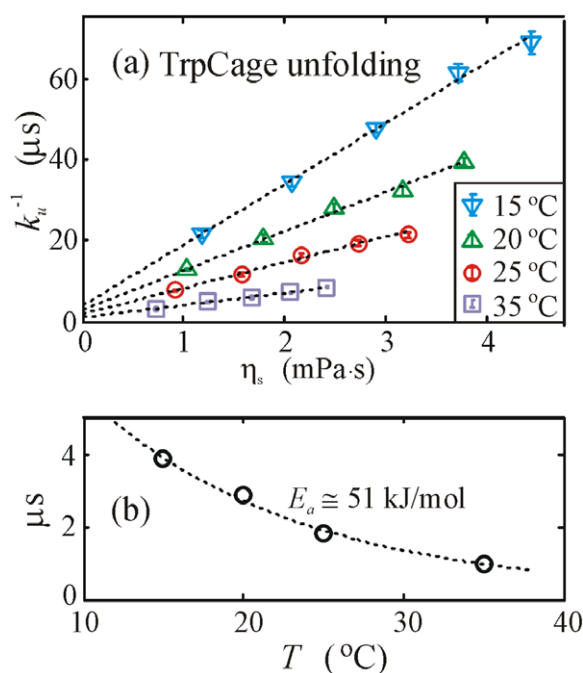 (a) TrpCage unfolding
60
40
20
0
k_u^-1 (μs)
15 °C
20 °C
25 °C
35 °C
1 2 3 4
η_s (mPa·s)
4
2
0
μs
(b)
E_a ≅ 51 kJ/mol
10 20 30 40
T (°C)